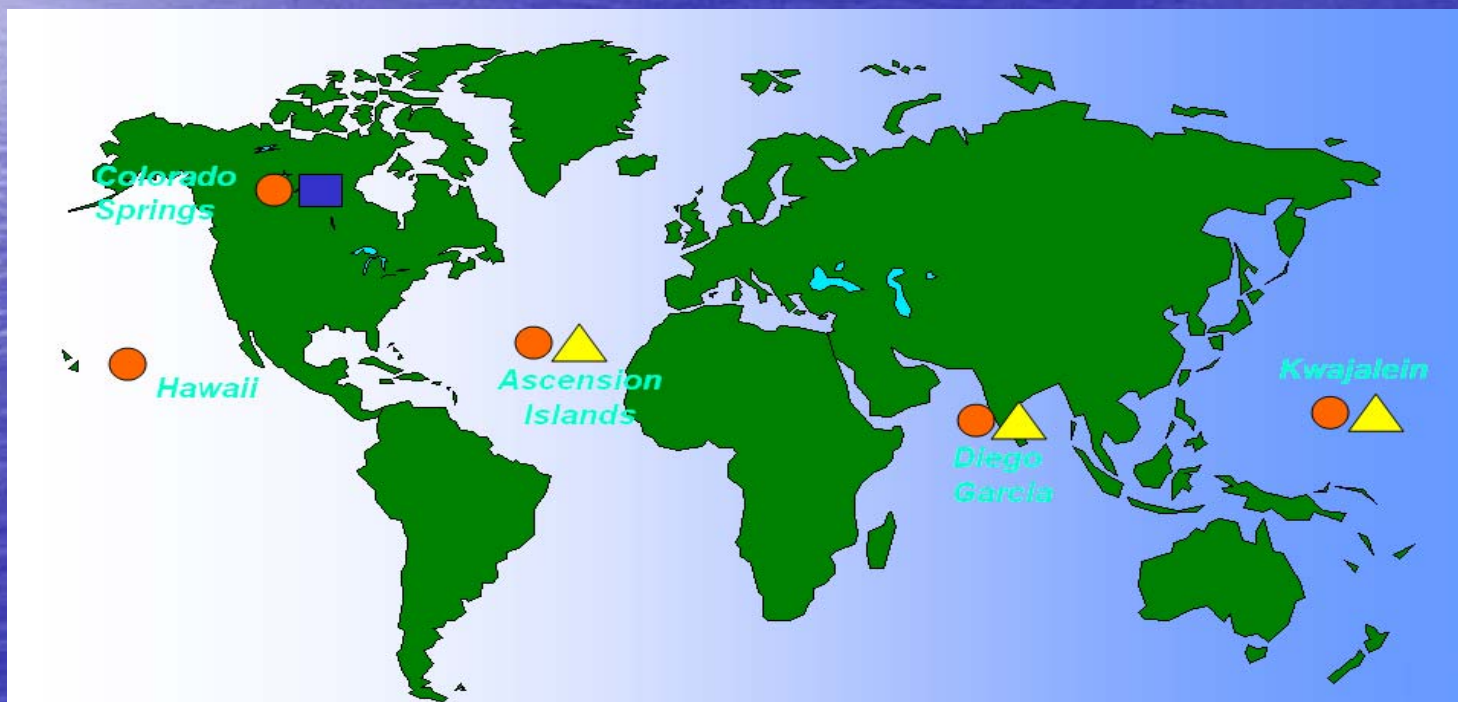 Colorado
Springs
Hawaii
Ascension
Islands
Diego
Garcia
Kwajalein